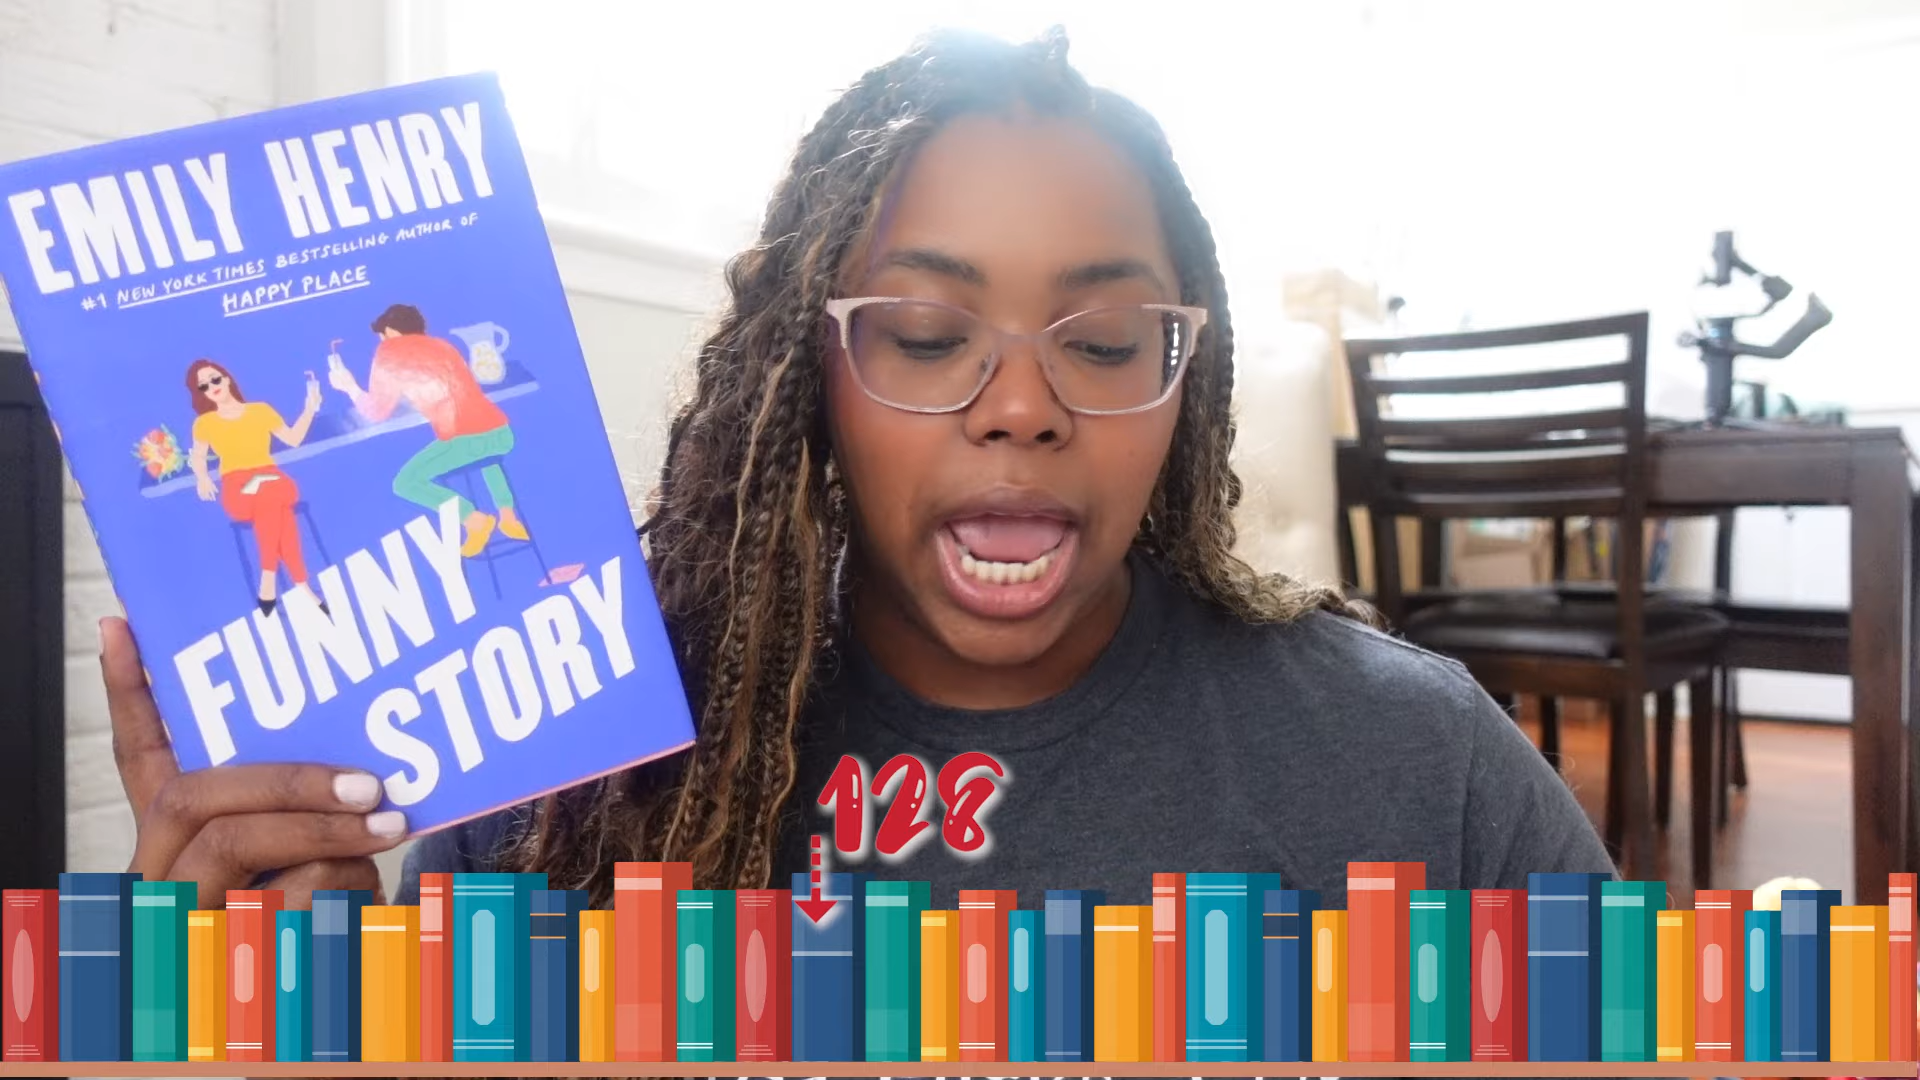 EMILY HENRY
#1 NEW YORK TIMES BESTSELLING AUTHOR OF
HAPPY PLACE
FUNNY
STORY
128